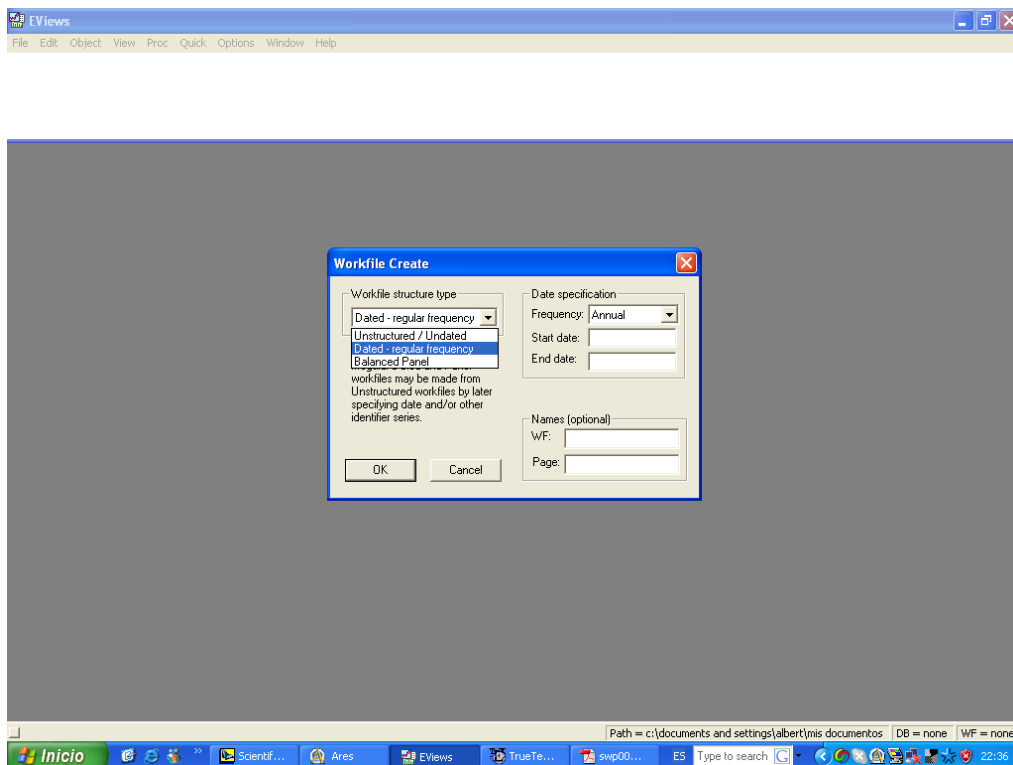 EViews
File Edit Object View Proc Quick Options Window Help
Workfile Create
Workfile structure type
Dated - regular frequency
Unstructured / Undated
Dated - regular frequency
Balanced Panel
workfiles may be made from
Unstructured workfiles by later
specifying date and/or other
identifier series.
OK Cancel
Date specification
Frequency: Annual
Start date:
End date:
Names (optional)
WF:
Page:
Path = c:\documents and settings\albert\mis documentos DB = none WF = none
Inicio » Scientif... Ares EViews TrueTe... swp00... ES Type to search G 22:36